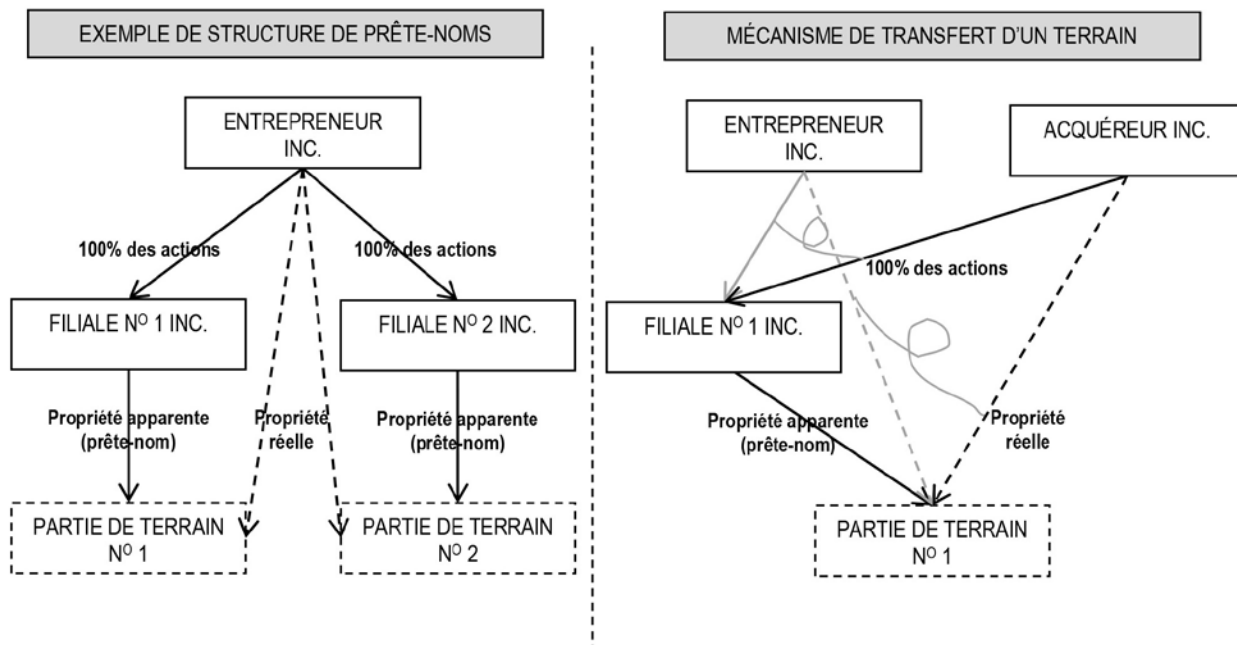 EXEMPLE DE STRUCTURE DE PRÊTE-NOMS
ENTREPRENEUR
INC.
100% des actions
100% des actions
FILIALE Nº 1 INC.
FILIALE Nº 2 INC.
Propriété apparente
(prête-nom)
Propriété
réelle
Propriété apparente
(prête-nom)
PARTIE DE TERRAIN
Nº 1
PARTIE DE TERRAIN
Nº 2
MÉCANISME DE TRANSFERT D'UN TERRAIN
ENTREPRENEUR
INC.
ACQUÉREUR INC.
100% des actions
FILIALE Nº 1 INC.
Propriété apparente
(prête-nom)
Propriété
réelle
PARTIE DE TERRAIN
Nº 1